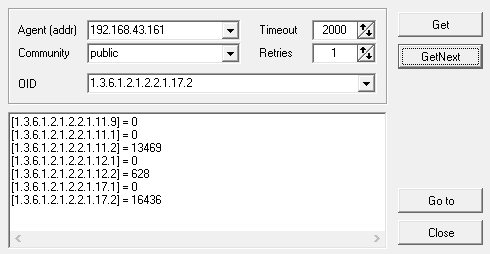 Agent (addr) 192.168.43.161 Timeout 2000 Get
Community public Retries 1 GetNext
OID 1.3.6.1.2.1.2.2.1.17.2
[1.3.6.1.2.1.2.2.1.11.9] = 0
[1.3.6.1.2.1.2.2.1.11.1] = 0
[1.3.6.1.2.1.2.2.1.11.2] = 13469
[1.3.6.1.2.1.2.2.1.12.1] = 0
[1.3.6.1.2.1.2.2.1.12.2] = 628
[1.3.6.1.2.1.2.2.1.17.1] = 0
[1.3.6.1.2.1.2.2.1.17.2] = 16436
Go to
Close